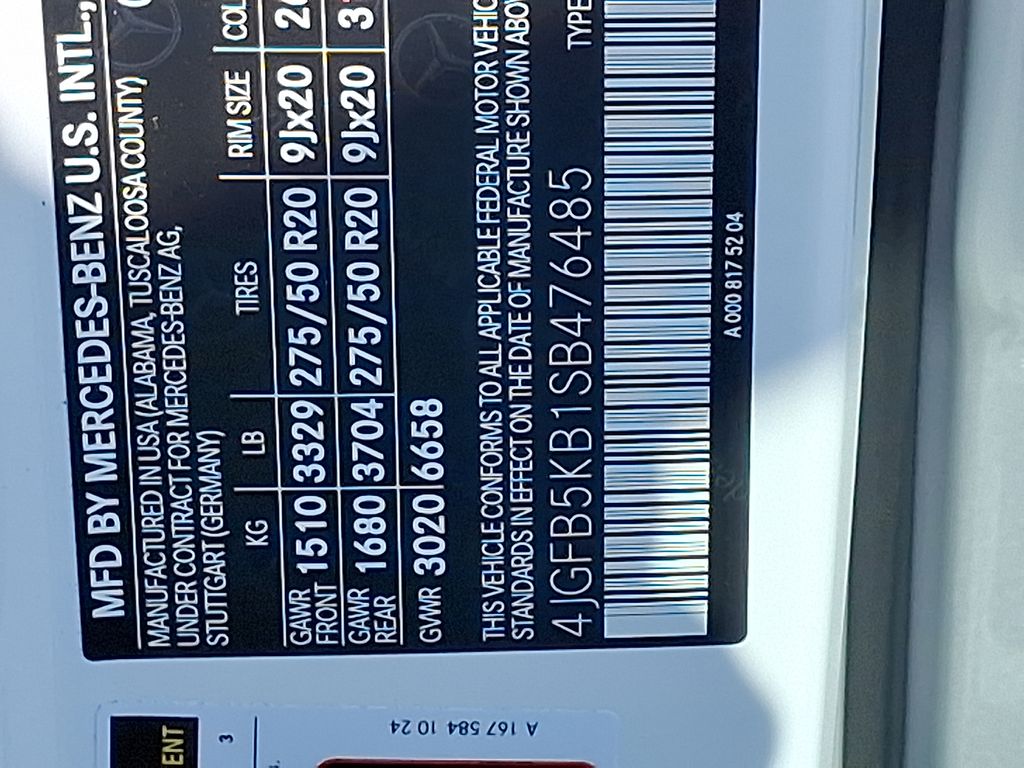 MFD BY MERCEDES-BENZ U.S. INTL.,
MANUFACTURED IN USA (ALABAMA, TUSCALOOSA COUNTY)
UNDER CONTRACT FOR MERCEDES-BENZ AG,
STUTTGART (GERMANY)
KG LB TIRES RIM SIZE COL
GAWR FRONT 1510 3329 275/50 R20 9Jx20
GAWR REAR 1680 3704 275/50 R20 9Jx20
GVWR 3020 6658
THIS VEHICLE CONFORMS TO ALL APPLICABLE FEDERAL MOTOR VEHIC
STANDARDS IN EFFECT ON THE DATE OF MANUFACTURE SHOWN ABOV
4JGFB5KB1SB476485 TYPE
A 000 817 52 04
ENT
3
A 167 584 10 24